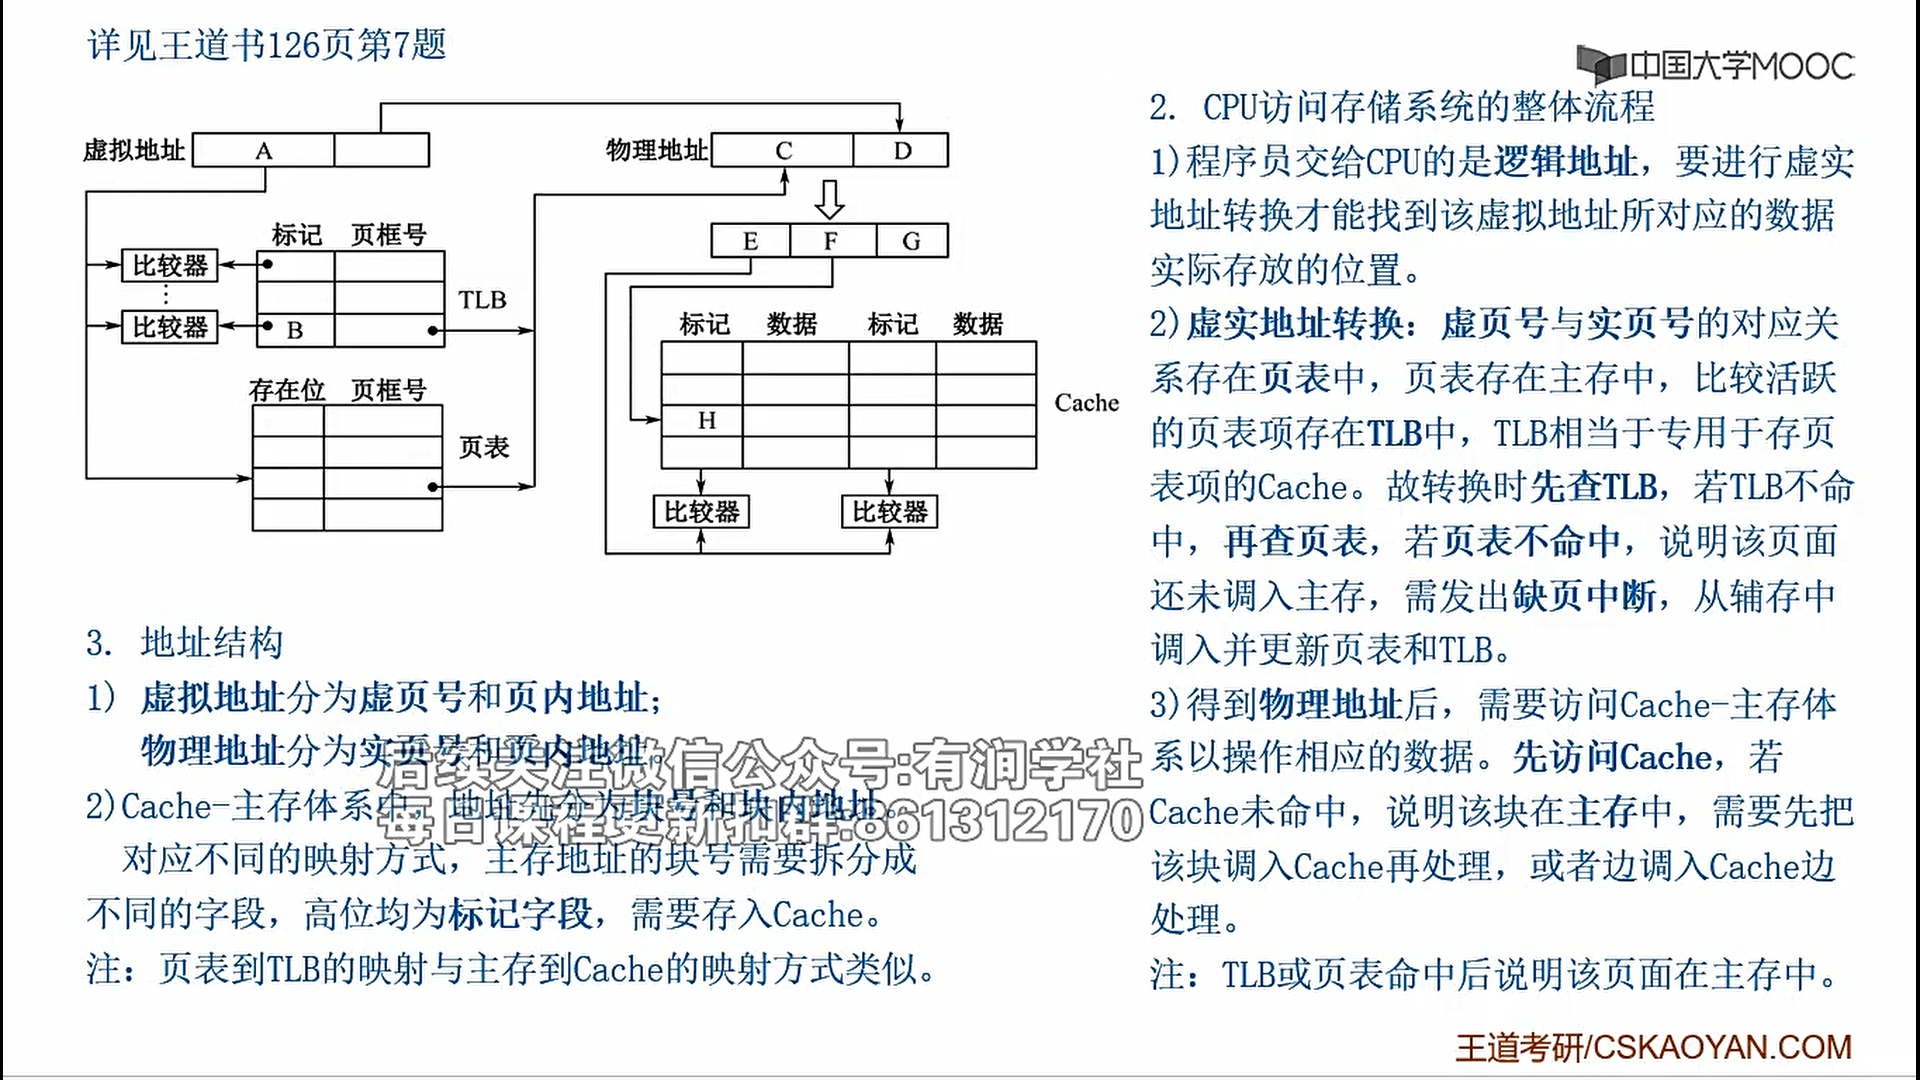 详见王道书126页第7题
中国大学MOOC
虚拟地址 A
物理地址 C D
E F G
标记 页框号
比较器
比较器 B
TLB
存在位 页框号
页表
标记 数据 标记 数据
H
Cache
比较器 比较器
3. 地址结构
1) 虚拟地址分为虚页号和页内地址;
物理地址分为实页号和页内地址。
2)Cache-主存体系中, 地址先分为块号和块内地址。
对应不同的映射方式, 主存地址的块号需要拆分成
不同的字段, 高位均为标记字段, 需要存入Cache。
注: 页表到TLB的映射与主存到Cache的映射方式类似。
后续关注微信公众号:有润学社
每日课程更新扣群:861312170
2. CPU访问存储系统的整体流程
1)程序员交给CPU的是逻辑地址, 要进行虚实
地址转换才能找到该虚拟地址所对应的数据
实际存放的位置。
2)虚实地址转换: 虚页号与实页号的对应关
系存在页表中, 页表存在主存中, 比较活跃
的页表项存在TLB中, TLB相当于专用于存页
表项的Cache。故转换时先查TLB, 若TLB不命
中, 再查页表, 若页表不命中, 说明该页面
还未调入主存, 需发出缺页中断, 从辅存中
调入并更新页表和TLB。
3)得到物理地址后, 需要访问Cache-主存体
系以操作相应的数据。先访问Cache, 若
Cache未命中, 说明该块在主存中, 需要先把
该块调入Cache再处理, 或者边调入Cache边
处理。
注: TLB或页表命中后说明该页面在主存中。
王道考研/CSKAOYAN.COM